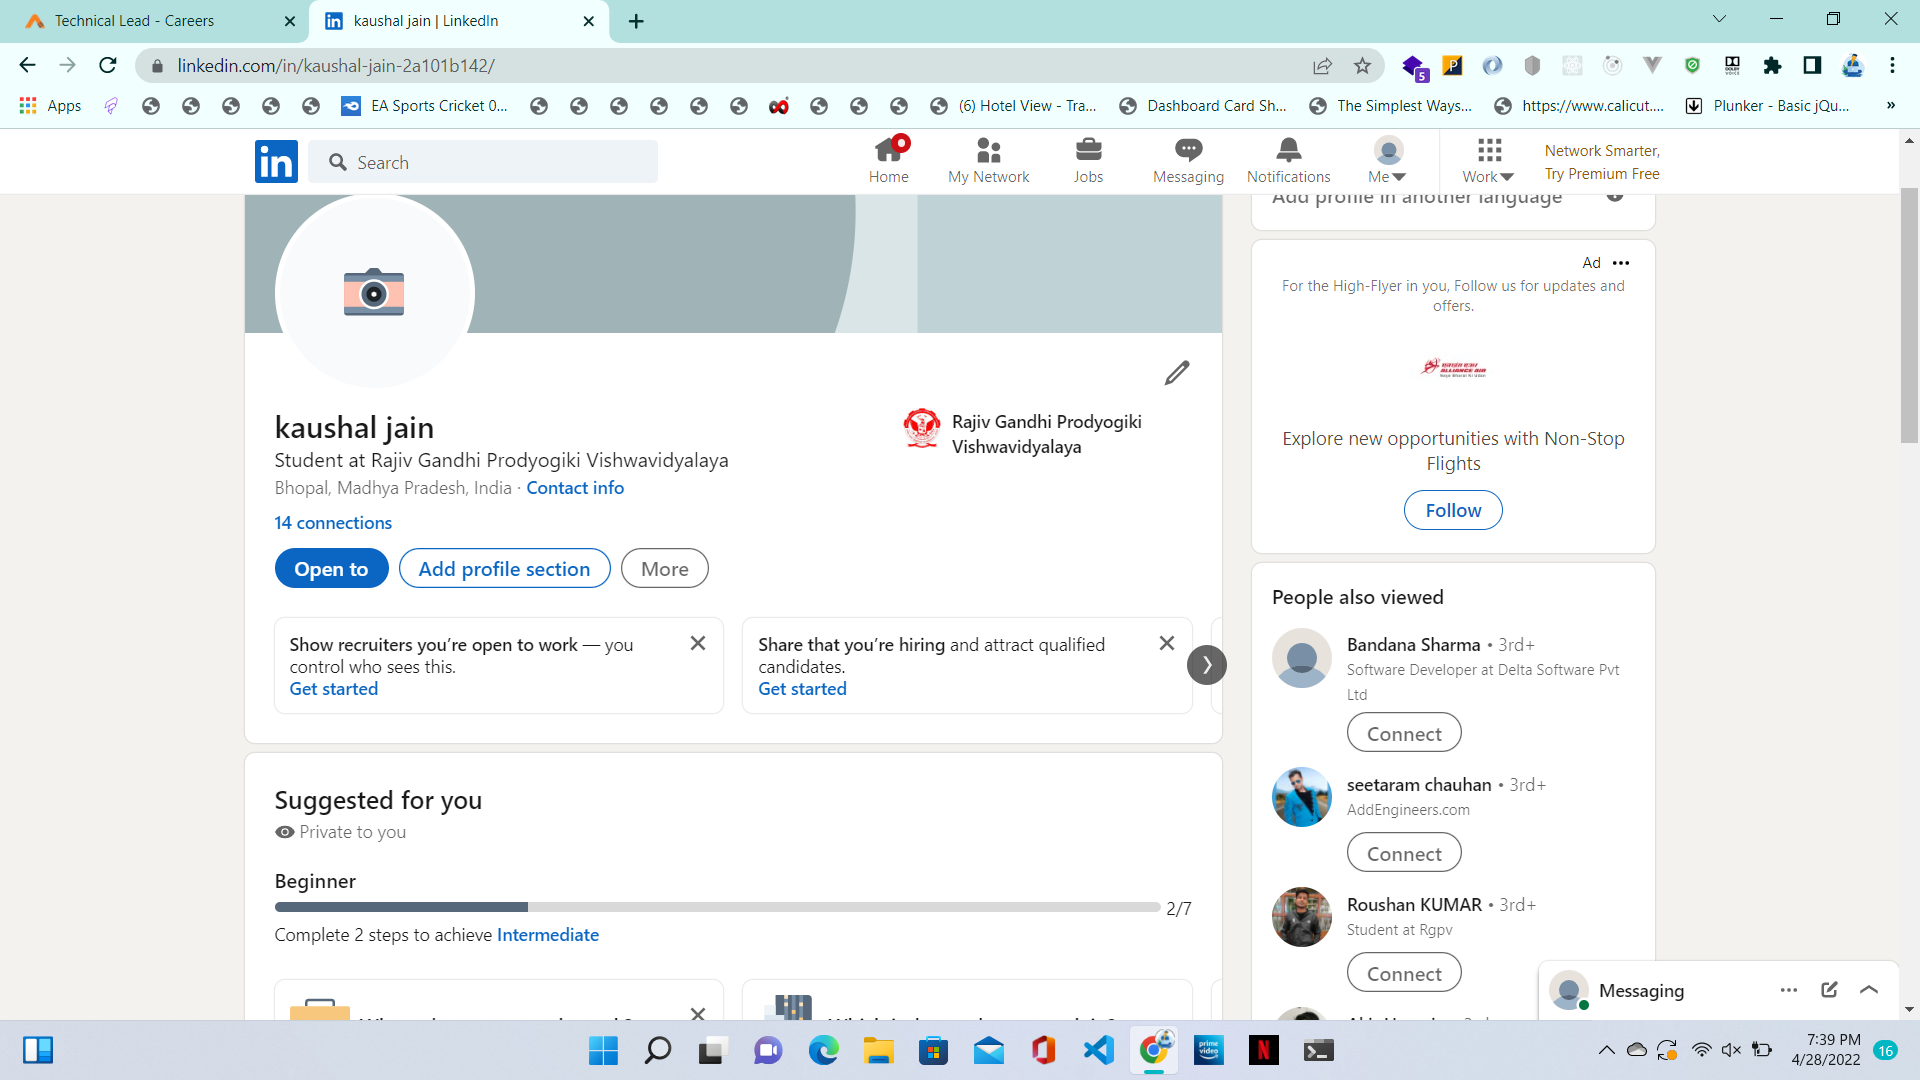 Technical Lead - Careers
kaushal jain | LinkedIn
linkedin.com/in/kaushal-jain-2a101b142/
5
Apps
EA Sports Cricket 0...
(6) Hotel View - Tra...
Dashboard Card Sh...
The Simplest Ways...
https://www.calicut....
Plunker - Basic jQu...
»
in
Search
Home
My Network
Jobs
Messaging
Notifications
Me
Work
Network Smarter,
Try Premium Free
Add profile in another language
Ad
For the High-Flyer in you, Follow us for updates and
offers.
ALLIANCE AIR
Explore new opportunities with Non-Stop
Flights
Follow
kaushal jain
Student at Rajiv Gandhi Prodyogiki Vishwavidyalaya
Bhopal, Madhya Pradesh, India · Contact info
14 connections
Rajiv Gandhi Prodyogiki
Vishwavidyalaya
Open to
Add profile section
More
Show recruiters you’re open to work — you
control who sees this.
Get started
Share that you’re hiring and attract qualified
candidates.
Get started
Suggested for you
Private to you
Beginner
2/7
Complete 2 steps to achieve Intermediate
People also viewed
Bandana Sharma • 3rd+
Software Developer at Delta Software Pvt
Ltd
Connect
seetaram chauhan • 3rd+
AddEngineers.com
Connect
Roushan KUMAR • 3rd+
Student at Rgpv
Connect
Messaging
prime
video
N
7:39 PM
4/28/2022
16